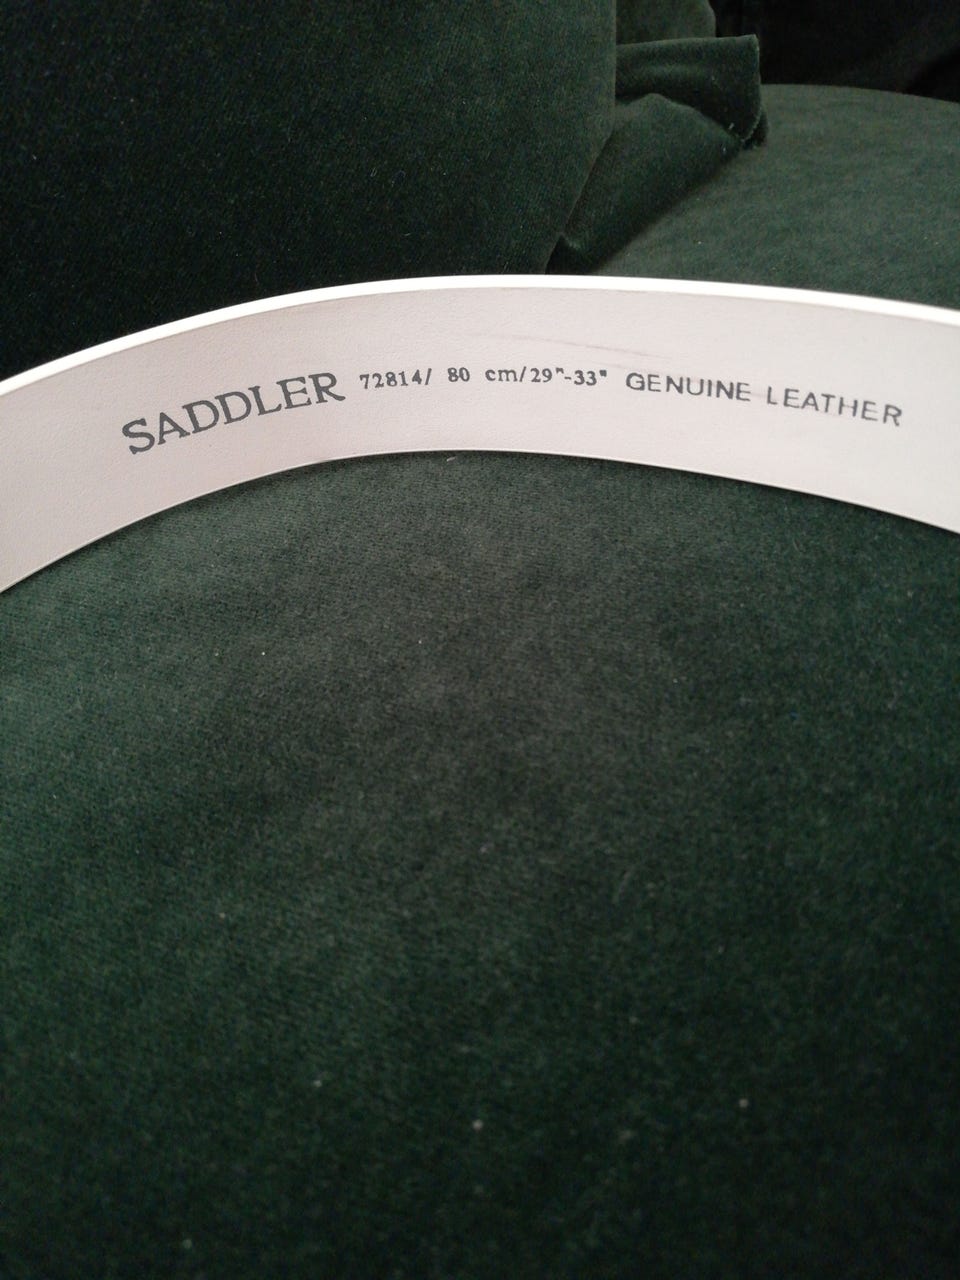 SADDLER 72814/ 80 cm/29"-33" GENUINE LEATHER